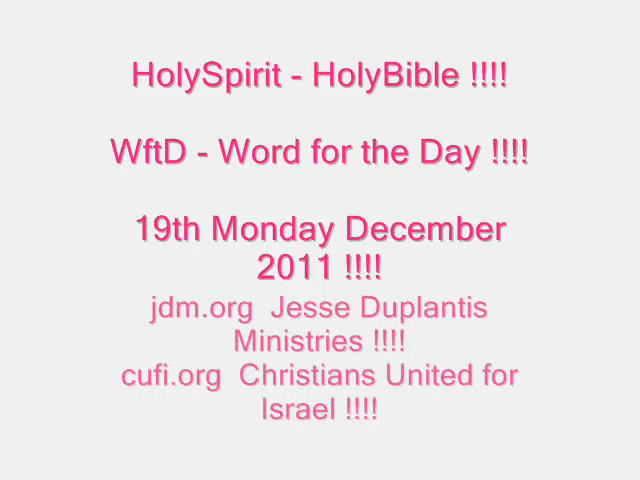 HolySpirit - HolyBible !!!!
WftD - Word for the Day !!!!
19th Monday December
2011 !!!!
jdm.org  Jesse Duplantis
Ministries !!!!
cufi.org  Christians United for
Israel !!!!